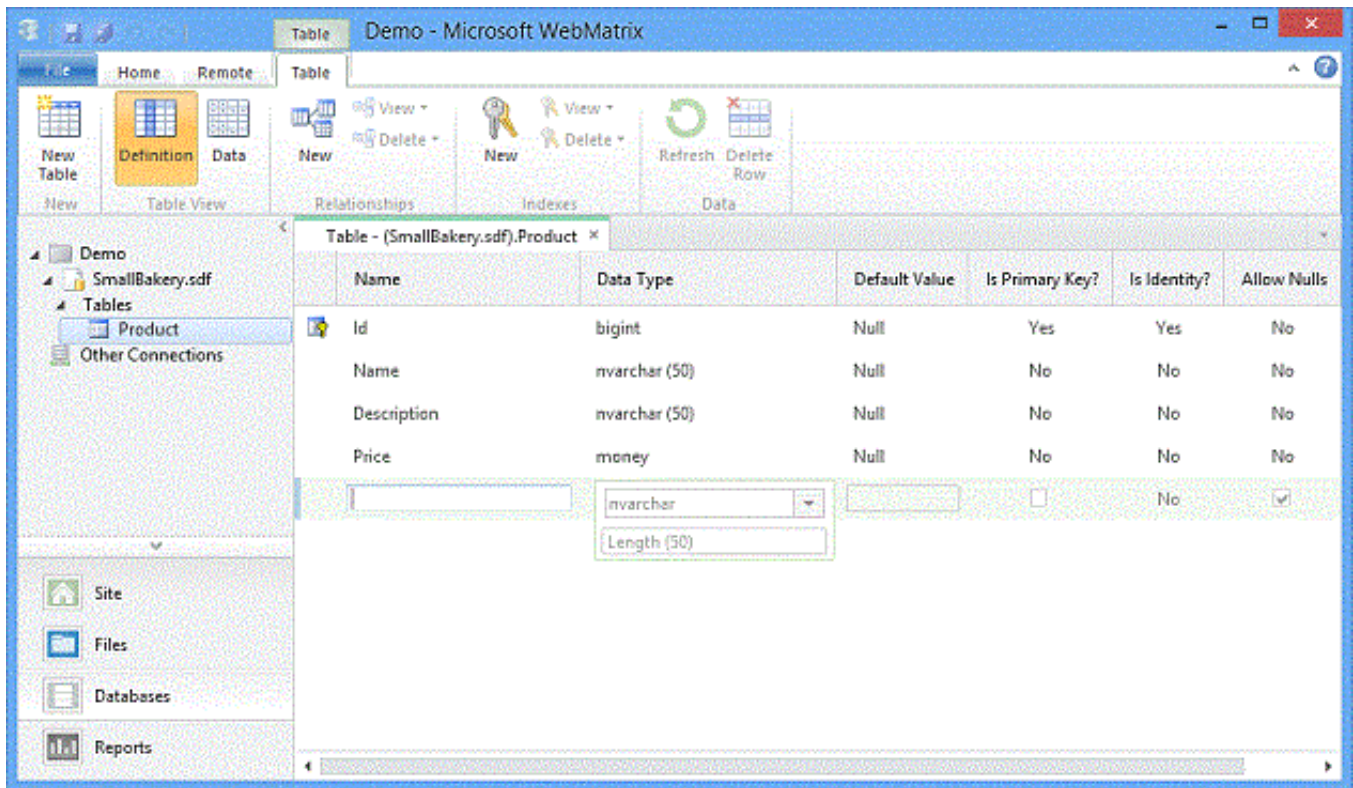 Table Demo - Microsoft WebMatrix
File Home Remote Table
New Table Definition Data New View Delete New View Delete Refresh Delete Row
New Table View Relationships Indexes Data
Table - (SmallBakery.sdf).Product
Demo
SmallBakery.sdf
Tables
Product
Other Connections
Name Data Type Default Value Is Primary Key? Is Identity? Allow Nulls
Id bigint Null Yes Yes No
Name nvarchar (50) Null No No No
Description nvarchar (50) Null No No No
Price money Null No No No
nvarchar No
Length (50)
Site
Files
Databases
Reports